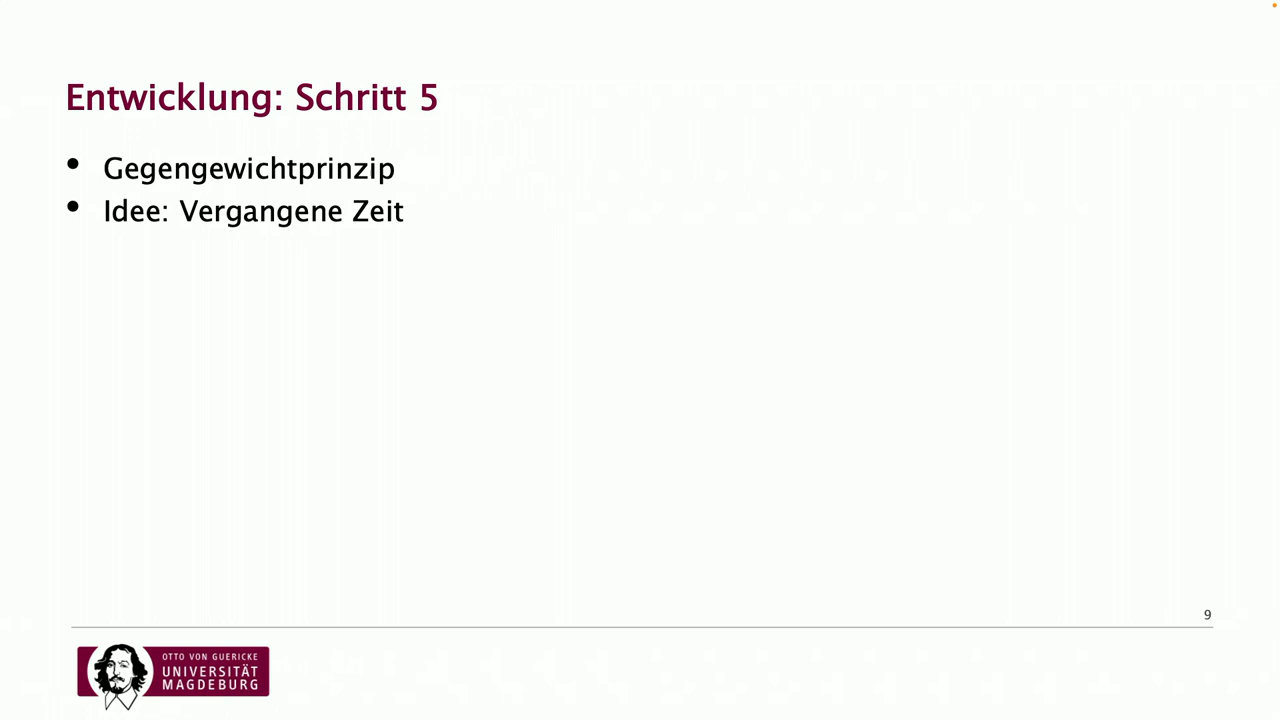 Entwicklung: Schritt 5
• Gegengewichtprinzip
• Idee: Vergangene Zeit
9
OTTO VON GUERICKE
UNIVERSITÄT
MAGDEBURG